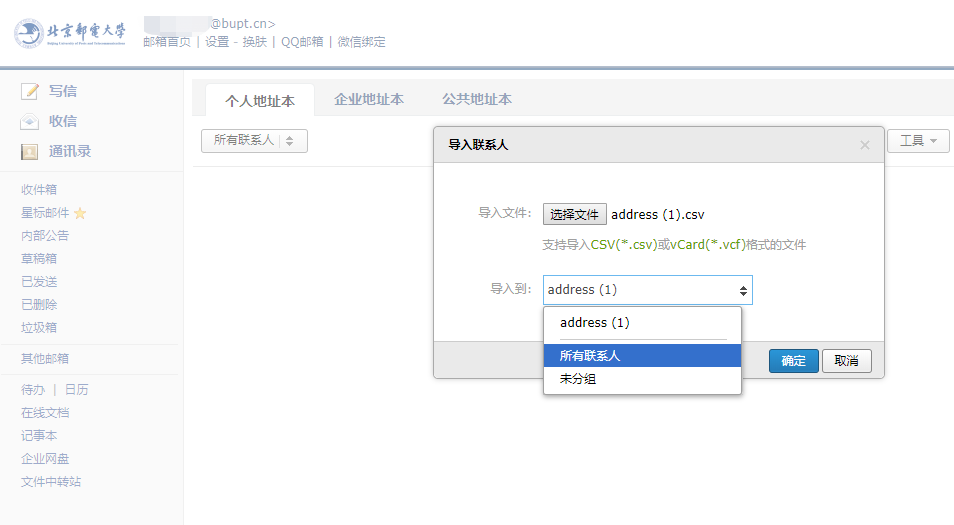 北京邮电大学
Beijing University of Posts and Telecommunications
@bupt.cn>
邮箱首页 | 设置 - 换肤 | QQ邮箱 | 微信绑定
写信
收信
通讯录
收件箱
星标邮件
内部公告
草稿箱
已发送
已删除
垃圾箱
其他邮箱
待办 | 日历
在线文档
记事本
企业网盘
文件中转站
个人地址本 企业地址本 公共地址本
所有联系人
工具
导入联系人 ×
导入文件: 选择文件 address (1).csv
支持导入CSV(*.csv)或vCard(*.vcf)格式的文件
导入到: address (1)
address (1)
所有联系人
未分组
确定 取消